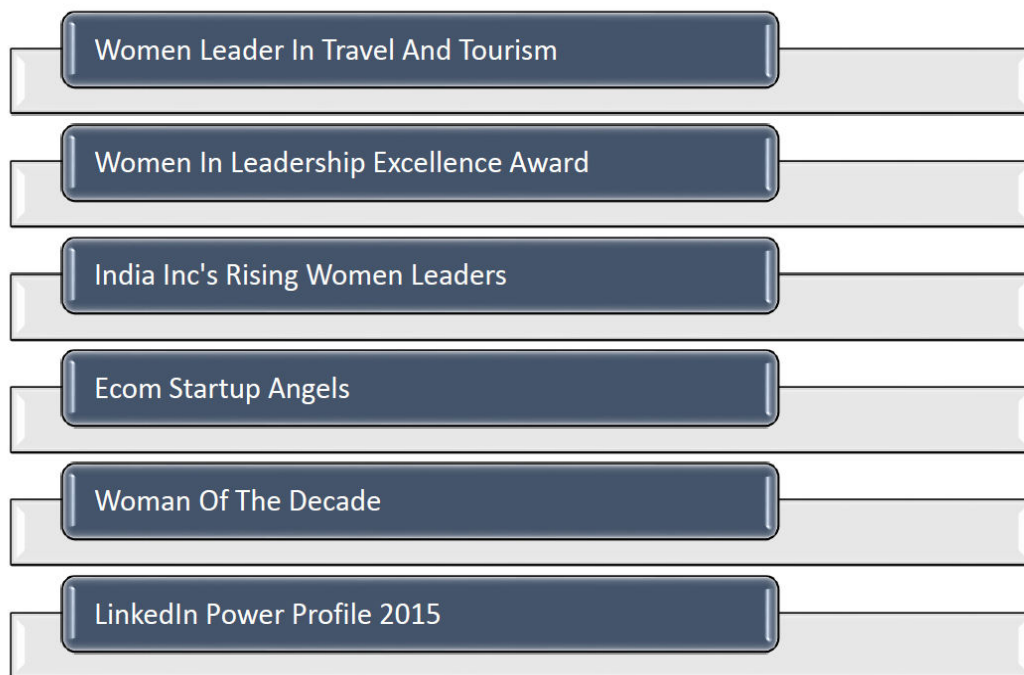 Women Leader In Travel And Tourism
Women In Leadership Excellence Award
India Inc's Rising Women Leaders
Ecom Startup Angels
Woman Of The Decade
LinkedIn Power Profile 2015